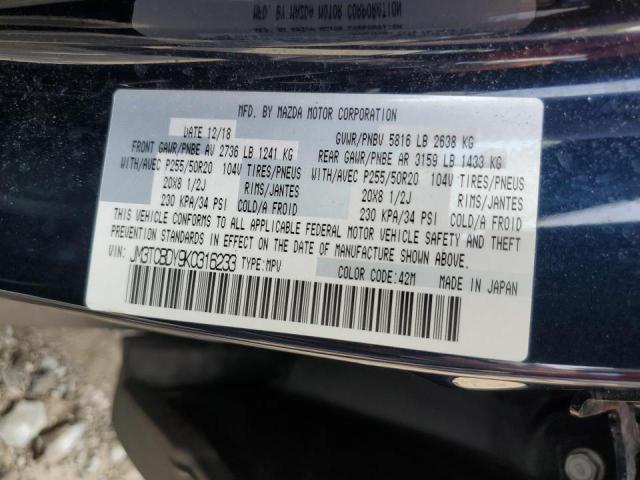 MFD. BY MAZDA MOTOR CORPORATION
DATE 12/18
GVWR/PNBV 5816 LB 2638 KG
FRONT GAWR/PNBE AV 2736 LB 1241 KG
REAR GAWR/PNBE AR 3159 LB 1433 KG
WITH/AVEC P255/50R20 104V TIRES/PNEUS
WITH/AVEC P255/50R20 104V TIRES/PNEUS
20X8 1/2J RIMS/JANTES
20X8 1/2J RIMS/JANTES
230 KPA/34 PSI COLD/A FROID
230 KPA/34 PSI COLD/A FROID
THIS VEHICLE CONFORMS TO ALL APPLICABLE FEDERAL MOTOR VEHICLE SAFETY AND THEFT
PREVENTION STANDARDS IN EFFECT ON THE DATE OF MANUFACTURE SHOWN ABOVE.
VIN: JM3TCBDY9K0316233 TYPE:MPV
COLOR CODE:42M MADE IN JAPAN